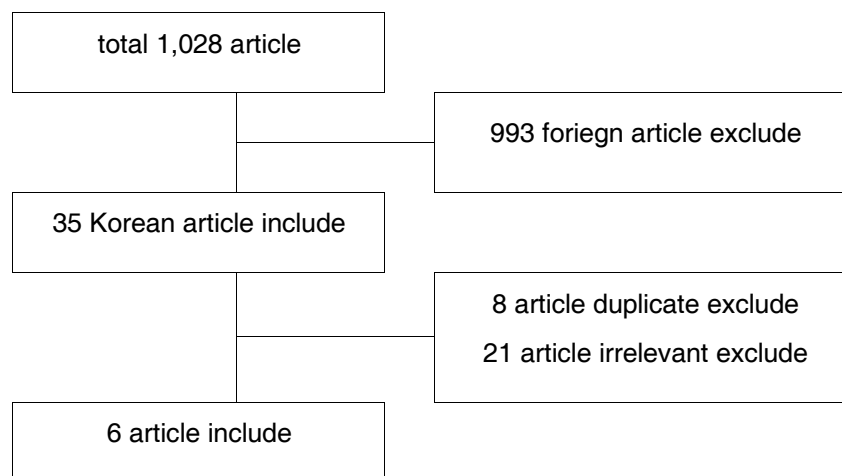 total 1,028 article
993 foriegn article exclude
35 Korean article include
8 article duplicate exclude
21 article irrelevant exclude
6 article include